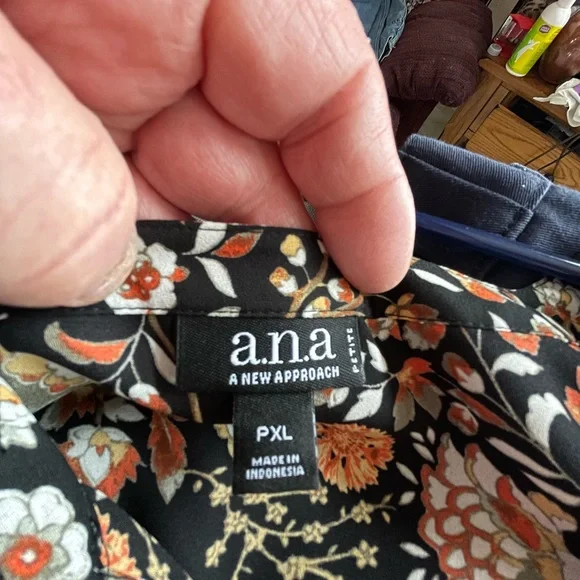 a.n.a
A NEW APPROACH
PETITE
PXL
MADE IN
INDONESIA